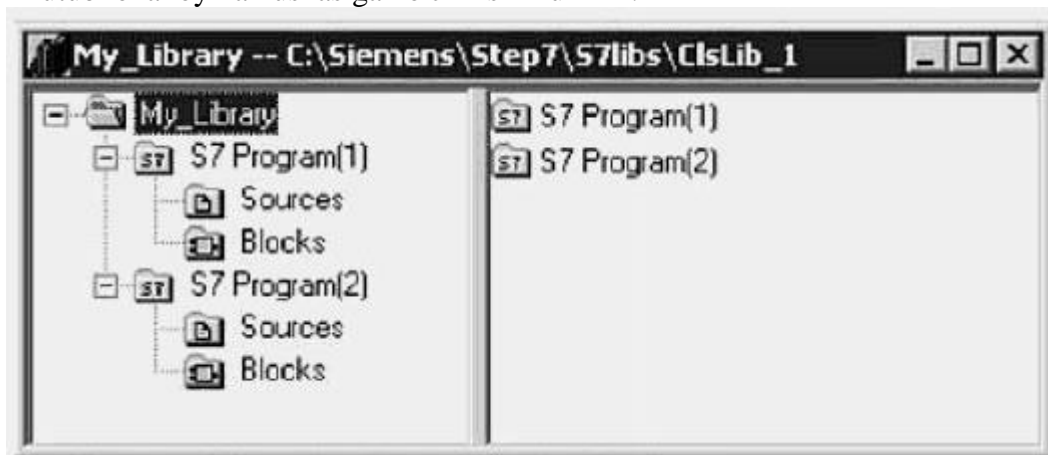 My_Library -- C:\Siemens\Step7\S7libs\ClsLib_1
My_Library
S7 Program(1)
Sources
Blocks
S7 Program(2)
Sources
Blocks
S7 Program(1)
S7 Program(2)